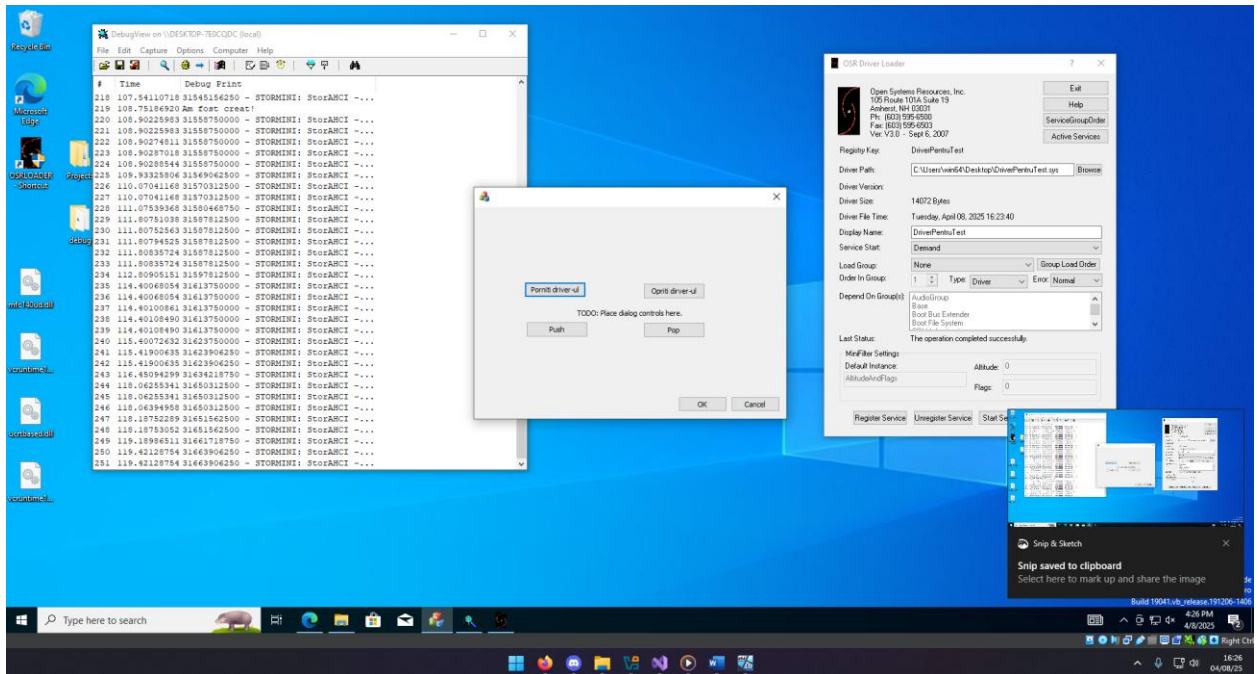 Recycle Bin
Microsoft
Edge
OSRLOADER
- Shortcut
Project
debug
DebugView on \\DESKTOP-7E0CQDC (local)
File Edit Capture Options Computer Help
# Time Debug Print
218 107.54110718 31545156250 - STORMINI: StorAHCI -...
219 108.75186920 Am fost creat!
220 108.90225983 31558750000 - STORMINI: StorAHCI -...
221 108.90225983 31558750000 - STORMINI: StorAHCI -...
222 108.90274811 31558750000 - STORMINI: StorAHCI -...
223 108.90287018 31558750000 - STORMINI: StorAHCI -...
224 108.90288544 31558750000 - STORMINI: StorAHCI -...
225 109.93325806 31569062500 - STORMINI: StorAHCI -...
226 110.07041168 31570312500 - STORMINI: StorAHCI -...
227 110.07041168 31570312500 - STORMINI: StorAHCI -...
228 111.07539368 31580468750 - STORMINI: StorAHCI -...
229 111.80751038 31587812500 - STORMINI: StorAHCI -...
230 111.80752563 31587812500 - STORMINI: StorAHCI -...
231 111.80794525 31587812500 - STORMINI: StorAHCI -...
232 111.80835724 31587812500 - STORMINI: StorAHCI -...
233 111.80835724 31587812500 - STORMINI: StorAHCI -...
234 112.80905151 31597812500 - STORMINI: StorAHCI -...
235 114.40068054 31613750000 - STORMINI: StorAHCI -...
236 114.40068054 31613750000 - STORMINI: StorAHCI -...
237 114.40100861 31613750000 - STORMINI: StorAHCI -...
238 114.40108490 31613750000 - STORMINI: StorAHCI -...
239 114.40108490 31613750000 - STORMINI: StorAHCI -...
240 115.40072632 31623750000 - STORMINI: StorAHCI -...
241 115.41900635 31623906250 - STORMINI: StorAHCI -...
242 115.41900635 31623906250 - STORMINI: StorAHCI -...
243 116.45094299 31634218750 - STORMINI: StorAHCI -...
244 118.06255341 31650312500 - STORMINI: StorAHCI -...
245 118.06255341 31650312500 - STORMINI: StorAHCI -...
246 118.06394958 31650312500 - STORMINI: StorAHCI -...
247 118.18752289 31651562500 - STORMINI: StorAHCI -...
248 118.18753052 31651562500 - STORMINI: StorAHCI -...
249 119.18986511 31661718750 - STORMINI: StorAHCI -...
250 119.42128754 31663906250 - STORMINI: StorAHCI -...
251 119.42128754 31663906250 - STORMINI: StorAHCI -...
Porniti driver-ul
Opriti dirver-ul
TODO: Place dialog controls here.
Push
Pop
OK
Cancel
OSR Driver Loader
Open Systems Resources, Inc.
105 Route 101A Suite 19
Amherst, NH 03031
Ph: (603) 595-6500
Fax: (603) 595-6503
Ver: V3.0 - Sept 6, 2007
Exit
Help
ServiceGroupOrder
Active Services
Registry Key: DriverPentruTest
Driver Path: C:\Users\win64\Desktop\DriverPentruTest.sys Browse
Driver Version:
Driver Size: 14072 Bytes
Driver File Time: Tuesday, April 08, 2025 16:23:40
Display Name: DriverPentruTest
Service Start: Demand
Load Group: None Group Load Order
Order In Group: 1 Type: Driver Error: Normal
Depend On Group(s): AudioGroup
Base
Boot Bus Extender
Boot File System
Last Status: The operation completed successfully.
MiniFilter Settings
Default Instance: Altitude: 0
AltitudeAndFlags
Flags: 0
Register Service Unregister Service Start Se
Snip & Sketch
Snip saved to clipboard
Select here to mark up and share the image
Build 19041.vb_release.191206-1406
Type here to search
4:26 PM
4/8/2025
2
Right Ctrl
16:26
04/08/25